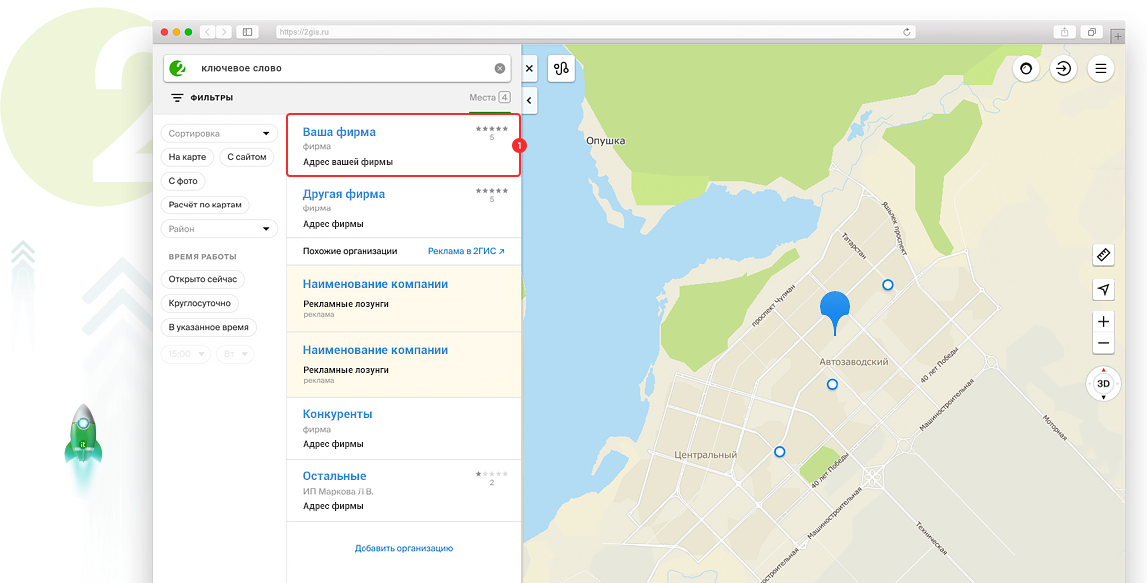 https://2gis.ru
ключевое слово
ФИЛЬТРЫ
Места 4
Сортировка
На карте
С сайтом
С фото
Расчёт по картам
Район
ВРЕМЯ РАБОТЫ
Открыто сейчас
Круглосуточно
В указанное время
15:00
Вт
Ваша фирма
5
фирма
Адрес вашей фирмы
1
Другая фирма
5
фирма
Адрес фирмы
Похожие организации
Реклама в 2ГИС
Наименование компании
Рекламные лозунги
реклама
Наименование компании
Рекламные лозунги
реклама
Конкуренты
фирма
Адрес фирмы
Остальные
2
ИП Маркова Л.В.
Адрес фирмы
Добавить организацию
Опушка
Яшьлек проспект
Татарстан
проспект Чулман
Автозаводский
40 лет Победы
Машиностроительная
Моторная
Центральный
40 лет Победы
Машиностроительная
Техническая
Машиностроительная
3D
2
it